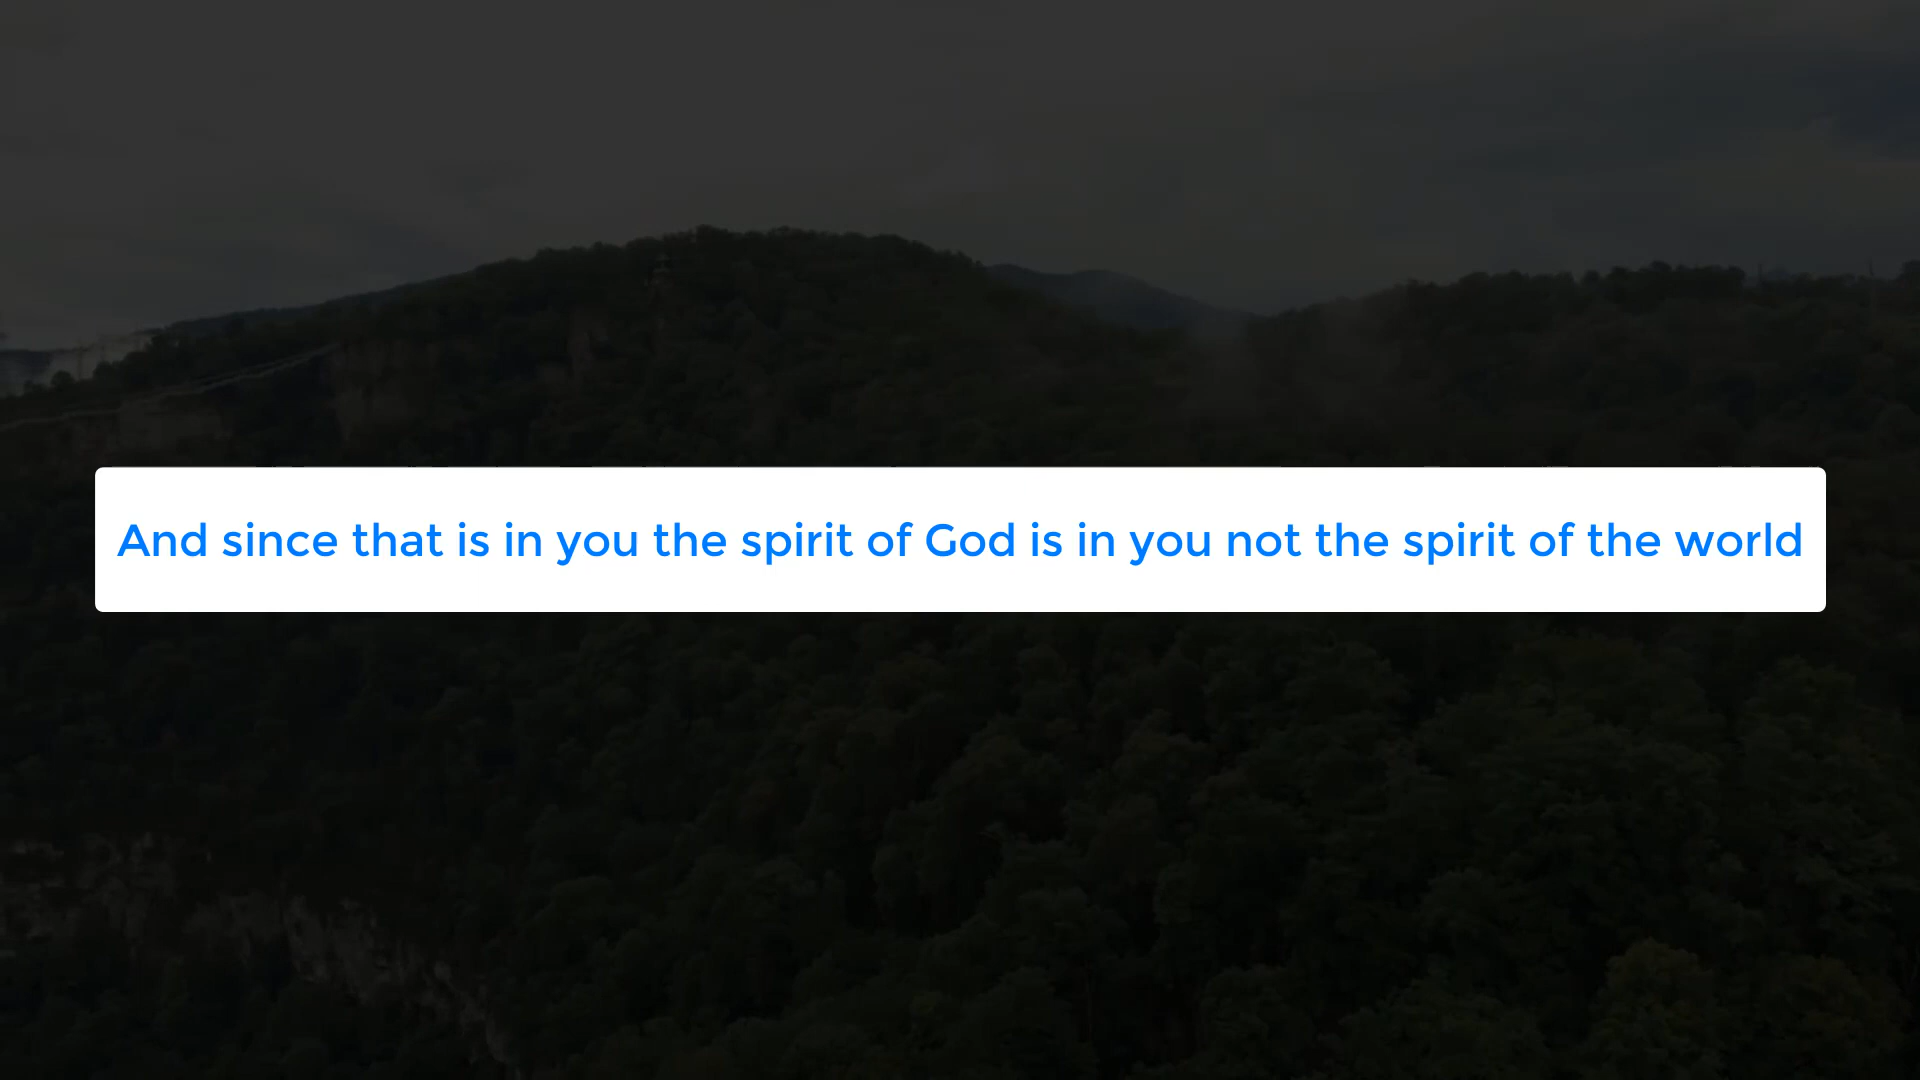 And since that is in you the spirit of God is in you not the spirit of the world